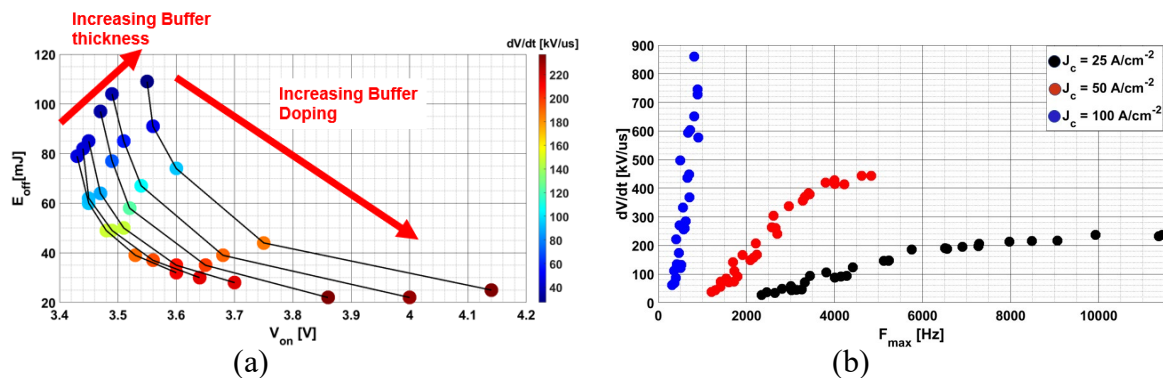 Increasing Buffer
thickness
dV/dt [kV/us]
120
100
80
60
40
20
E_off[mJ]
Increasing Buffer
Doping
220
200
180
160
140
120
100
80
60
40
3.4 3.5 3.6 3.7 3.8 3.9 4 4.1 4.2
V_on [V]
(a)
900
800
700
600
500
400
300
200
100
0
dV/dt [kV/us]
J_c = 25 A/cm^-2
J_c = 50 A/cm^-2
J_c = 100 A/cm^-2
0 2000 4000 6000 8000 10000
F_max [Hz]
(b)